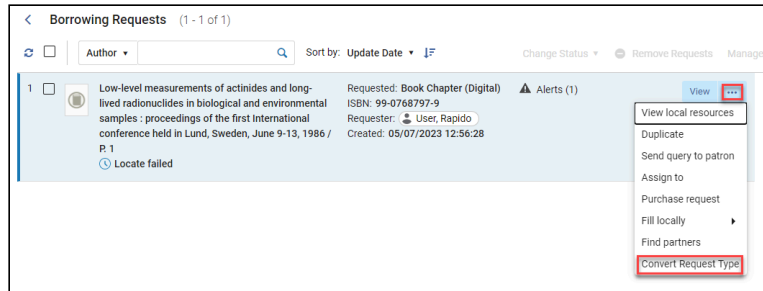 Borrowing Requests (1 - 1 of 1)
Author Sort by: Update Date Change Status Remove Requests Manage
1 Low-level measurements of actinides and long- Requested: Book Chapter (Digital) Alerts (1) View ...
lived radionuclides in biological and environmental ISBN: 99-0768797-9
samples : proceedings of the first International Requester: User, Rapido
conference held in Lund, Sweden, June 9-13, 1986 / Created: 05/07/2023 12:56:28
P. 1
Locate failed
View local resources
Duplicate
Send query to patron
Assign to
Purchase request
Fill locally
Find partners
Convert Request Type